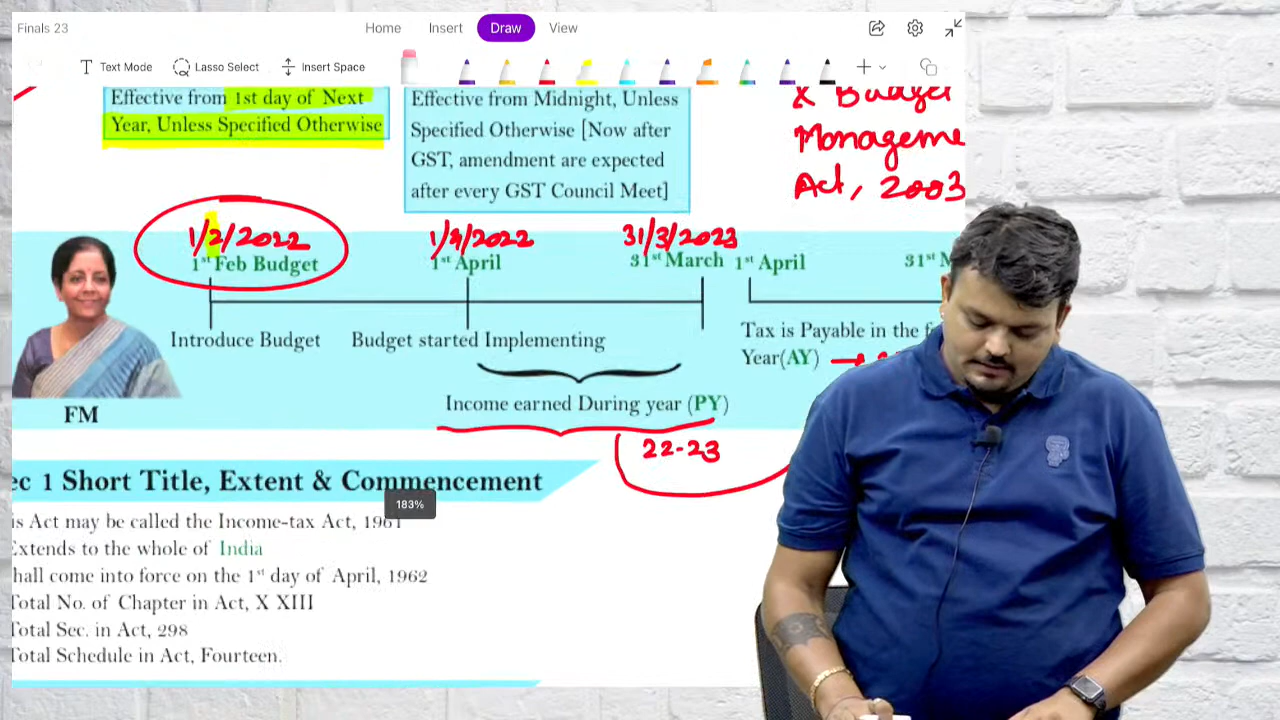 Finals 23
Home
Insert
Draw
View
Text Mode
Lasso Select
Insert Space
Effective from 1st day of Next
Year, Unless Specified Otherwise
Effective from Midnight, Unless
Specified Otherwise [Now after
GST, amendment are expected
after every GST Council Meet]
& Budget
Manageme
Act, 2003
1/2/2022
1/4/2022
31/3/2023
1st Feb Budget
1st April
31st March
1st April
31st M
Introduce Budget
Budget started Implementing
Tax is Payable in the f
Year(AY)
FM
Income earned During year (PY)
22-23
ec 1 Short Title, Extent & Commencement
183%
is Act may be called the Income-tax Act, 1961
Extends to the whole of India
hall come into force on the 1st day of April, 1962
Total No. of Chapter in Act, X XIII
Total Sec. in Act, 298
Total Schedule in Act, Fourteen.